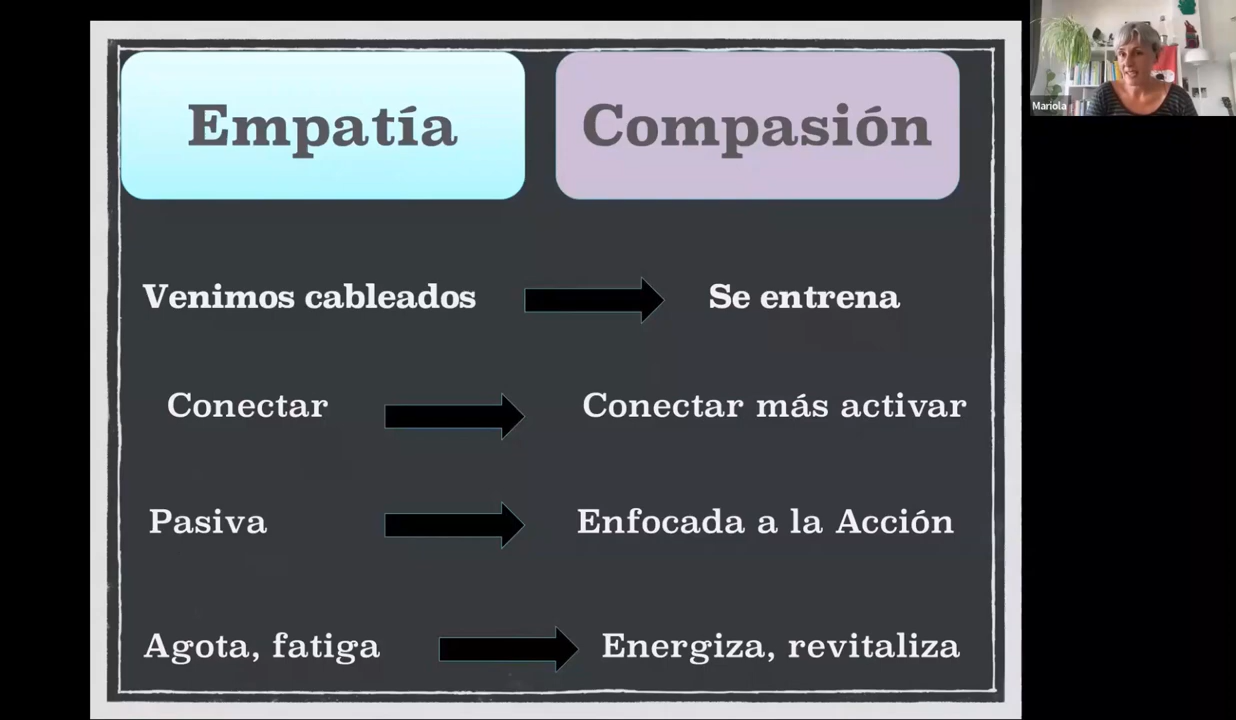 Empatía
Compasión
Venimos cableados
Se entrena
Conectar
Conectar más activar
Pasiva
Enfocada a la Acción
Agota, fatiga
Energiza, revitaliza
Mariola